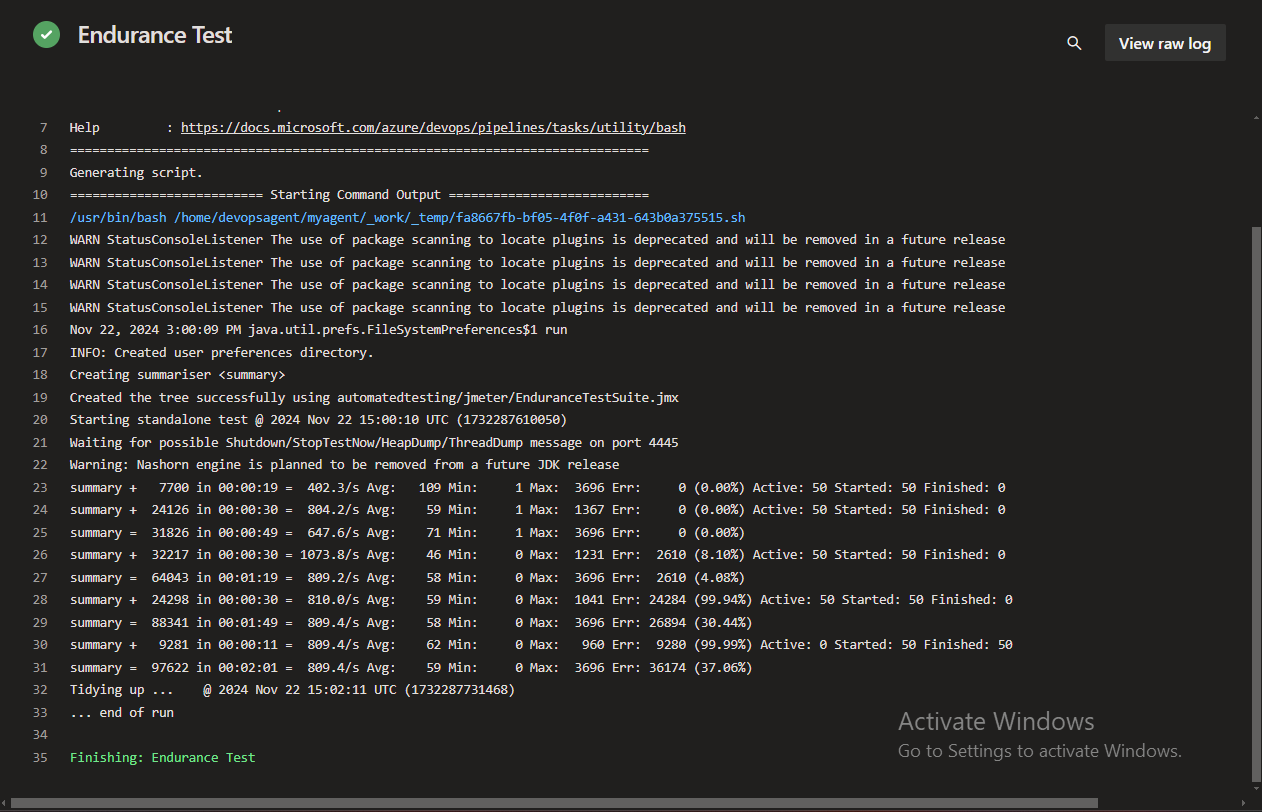 Endurance Test
View raw log
7 Help         : https://docs.microsoft.com/azure/devops/pipelines/tasks/utility/bash
8 ==============================================================================
9 Generating script.
10 ========================== Starting Command Output ===========================
11 /usr/bin/bash /home/devopsagent/myagent/_work/_temp/fa8667fb-bf05-4f0f-a431-643b0a375515.sh
12 WARN StatusConsoleListener The use of package scanning to locate plugins is deprecated and will be removed in a future release
13 WARN StatusConsoleListener The use of package scanning to locate plugins is deprecated and will be removed in a future release
14 WARN StatusConsoleListener The use of package scanning to locate plugins is deprecated and will be removed in a future release
15 WARN StatusConsoleListener The use of package scanning to locate plugins is deprecated and will be removed in a future release
16 Nov 22, 2024 3:00:09 PM java.util.prefs.FileSystemPreferences$1 run
17 INFO: Created user preferences directory.
18 Creating summariser <summary>
19 Created the tree successfully using automatedtesting/jmeter/EnduranceTestSuite.jmx
20 Starting standalone test @ 2024 Nov 22 15:00:10 UTC (1732287610050)
21 Waiting for possible Shutdown/StopTestNow/HeapDump/ThreadDump message on port 4445
22 Warning: Nashorn engine is planned to be removed from a future JDK release
23 summary +   7700 in 00:00:19 =  402.3/s Avg:   109 Min:     1 Max:  3696 Err:     0 (0.00%) Active: 50 Started: 50 Finished: 0
24 summary +  24126 in 00:00:30 =  804.2/s Avg:    59 Min:     1 Max:  1367 Err:     0 (0.00%) Active: 50 Started: 50 Finished: 0
25 summary =  31826 in 00:00:49 =  647.6/s Avg:    71 Min:     1 Max:  3696 Err:     0 (0.00%)
26 summary +  32217 in 00:00:30 = 1073.8/s Avg:    46 Min:     0 Max:  1231 Err:  2610 (8.10%) Active: 50 Started: 50 Finished: 0
27 summary =  64043 in 00:01:19 =  809.2/s Avg:    58 Min:     0 Max:  3696 Err:  2610 (4.08%)
28 summary +  24298 in 00:00:30 =  810.0/s Avg:    59 Min:     0 Max:  1041 Err: 24284 (99.94%) Active: 50 Started: 50 Finished: 0
29 summary =  88341 in 00:01:49 =  809.4/s Avg:    58 Min:     0 Max:  3696 Err: 26894 (30.44%)
30 summary +   9281 in 00:00:11 =  809.4/s Avg:    62 Min:     0 Max:   960 Err:  9280 (99.99%) Active: 0 Started: 50 Finished: 50
31 summary =  97622 in 00:02:01 =  809.4/s Avg:    59 Min:     0 Max:  3696 Err: 36174 (37.06%)
32 Tidying up ...    @ 2024 Nov 22 15:02:11 UTC (1732287731468)
33 ... end of run
34
35 Finishing: Endurance Test
Activate Windows
Go to Settings to activate Windows.